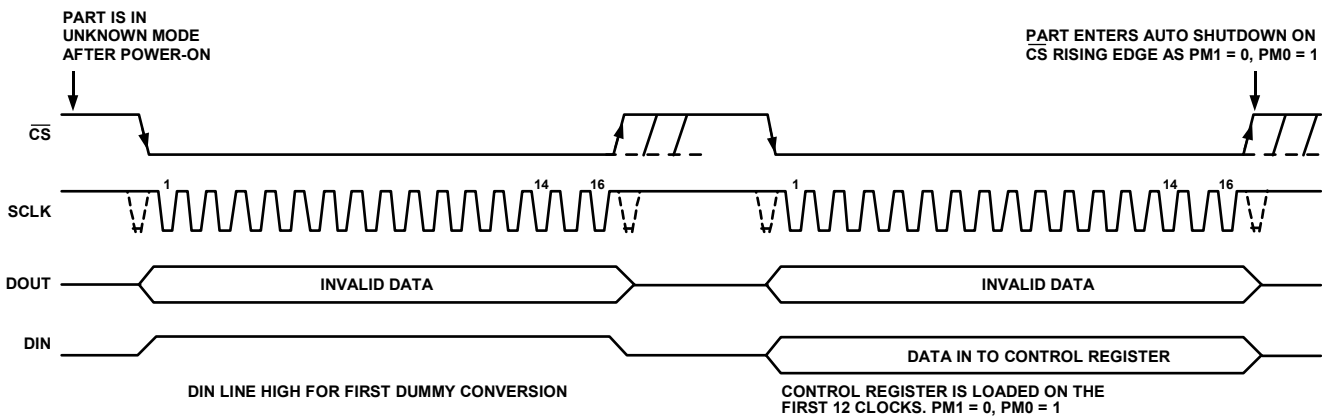 PART IS IN
UNKNOWN MODE
AFTER POWER-ON
PART ENTERS AUTO SHUTDOWN ON
CS RISING EDGE AS PM1 = 0, PM0 = 1
CS
1
14
16
1
14
16
SCLK
DOUT
INVALID DATA
INVALID DATA
DIN
DATA IN TO CONTROL REGISTER
DIN LINE HIGH FOR FIRST DUMMY CONVERSION
CONTROL REGISTER IS LOADED ON THE
FIRST 12 CLOCKS. PM1 = 0, PM0 = 1